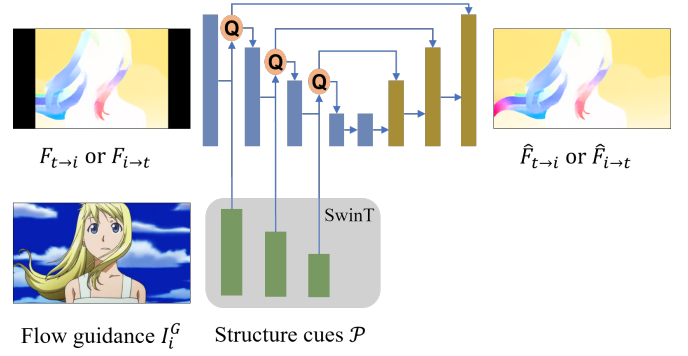 Q
Q
Q
F_{t→i} or F_{i→t}
F̂_{t→i} or F̂_{i→t}
SwinT
Flow guidance I_i^G
Structure cues 𝒫